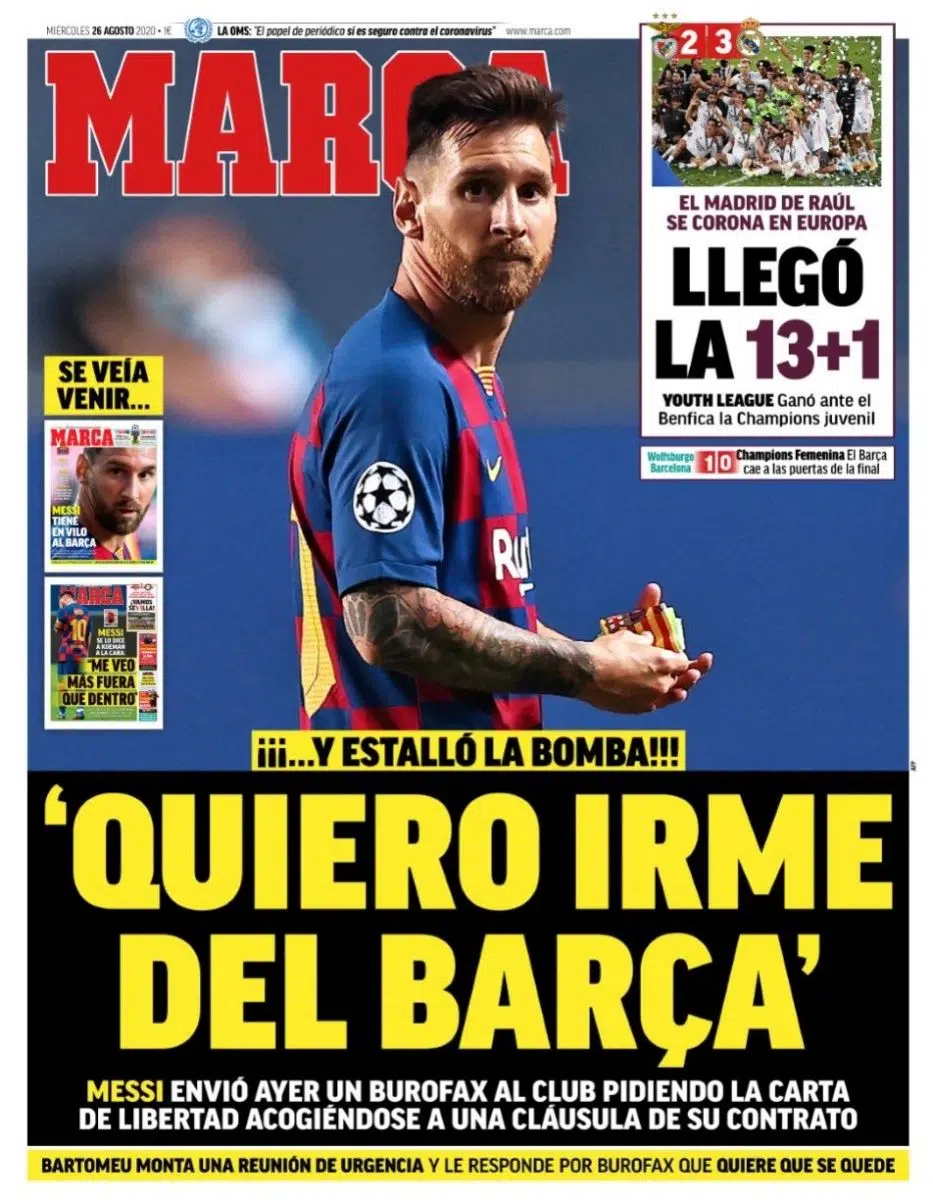 MIÉRCOLES 26 AGOSTO 2020 • 1€
LA OMS: "El papel de periódico sí es seguro contra el coronavirus"
www.marca.com
MARCA
2 3
EL MADRID DE RAÚL
SE CORONA EN EUROPA
LLEGÓ
LA 13+1
YOUTH LEAGUE Ganó ante el
Benfica la Champions juvenil
Wolfsburgo
Barcelona
1 0
Champions Femenina El Barça
cae a las puertas de la final
SE VEÍA
VENIR...
MARCA
MESSI
TIENE
EN VILO
AL BARÇA
MARCA
¡VAMOS
SEVILLA!
10
MESSI
SE LO DICE
A KOEMAN
A LA CARA:
"ME VEO
MÁS FUERA
QUE DENTRO"
¡¡¡...Y ESTALLÓ LA BOMBA!!!
AFP
'QUIERO IRME
DEL BARÇA'
MESSI ENVIÓ AYER UN BUROFAX AL CLUB PIDIENDO LA CARTA
DE LIBERTAD ACOGIÉNDOSE A UNA CLÁUSULA DE SU CONTRATO
BARTOMEU MONTA UNA REUNIÓN DE URGENCIA Y LE RESPONDE POR BUROFAX QUE QUIERE QUE SE QUEDE